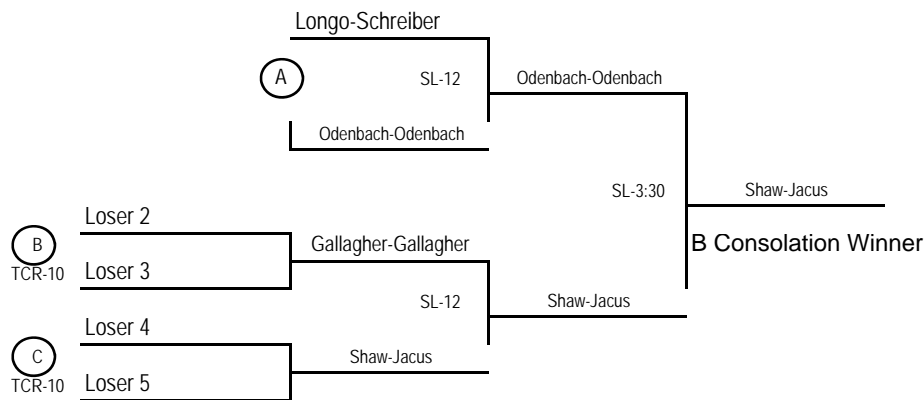 Longo-Schreiber
A
SL-12
Odenbach-Odenbach
Odenbach-Odenbach
SL-3:30
Shaw-Jacus
Loser 2
B
Gallagher-Gallagher
B Consolation Winner
TCR-10
Loser 3
SL-12
Shaw-Jacus
Loser 4
C
Shaw-Jacus
TCR-10
Loser 5